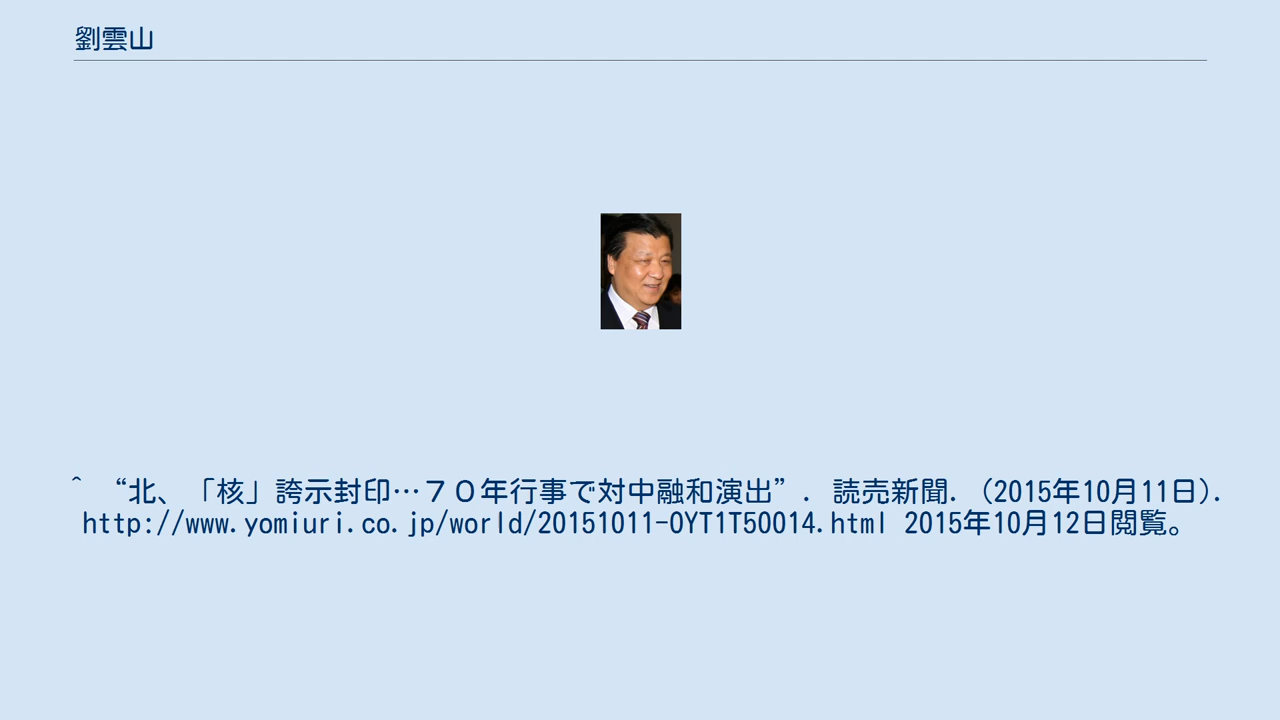 劉雲山
^ “北、「核」誇示封印…７０年行事で対中融和演出”. 読売新聞. (2015年10月11日).
http://www.yomiuri.co.jp/world/20151011-OYT1T50014.html 2015年10月12日閲覧。